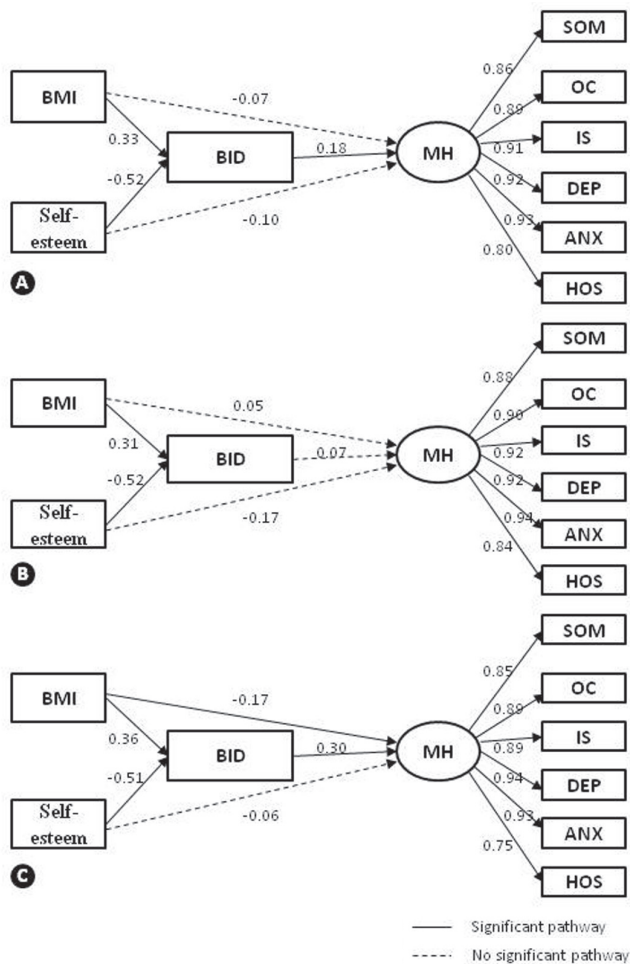 SOM
0.86
BMI
-0.07
OC
0.89
0.33
IS
BID
0.18
MH
0.91
-0.52
0.92
DEP
Self-
esteem
-0.10
0.93
ANX
0.80
A
HOS
SOM
0.88
BMI
0.05
OC
0.90
0.31
IS
BID
0.07
MH
0.92
-0.52
0.92
DEP
Self-
esteem
-0.17
0.94
ANX
0.84
B
HOS
SOM
0.85
BMI
-0.17
OC
0.89
0.36
IS
BID
0.30
MH
0.89
-0.51
0.94
DEP
Self-
esteem
-0.06
0.93
ANX
0.75
C
HOS
Significant pathway
No significant pathway